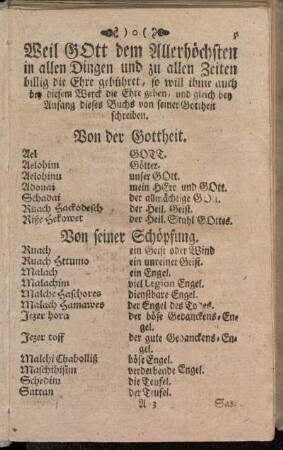 )o(
Weil GOtt dem Allerhöchsten
in allen Dingen und zu allen Zeiten
billig die Ehre gebühret, so will ihme auch
bey diesem Werck die Ehre geben, und gleich bey
Anfang dieses Buchs von seiner Gottheit
schreiben.
Von der Gottheit.
Ael GOTT.
Aelohim Götter.
Aelohinu unser GOtt.
Adonai mein HErr und GOtt.
Schadai der allmächtige GOtt.
Ruach Hackodesch der Heil. Geist.
Riße Hekowet der Heil. Stuhl GOttes.
Von seiner Schöpfung.
Ruach ein Geist oder Wind
Ruach Httumo ein unreiner Geist.
Malach ein Engel.
Malachim viel Legion Engel.
Malche Haschores dienstbare Engel.
Malach Hamawes der Engel des Todes.
Jezer hora der böse Gedanckens-En-
gel.
Jezer toff der gute Gedanckens-En-
gel.
Malchi Chabolliß böse Engel.
Maschihisim verderbende Engel.
Schedim die Teufel.
Sattan der Teufel.
A 3